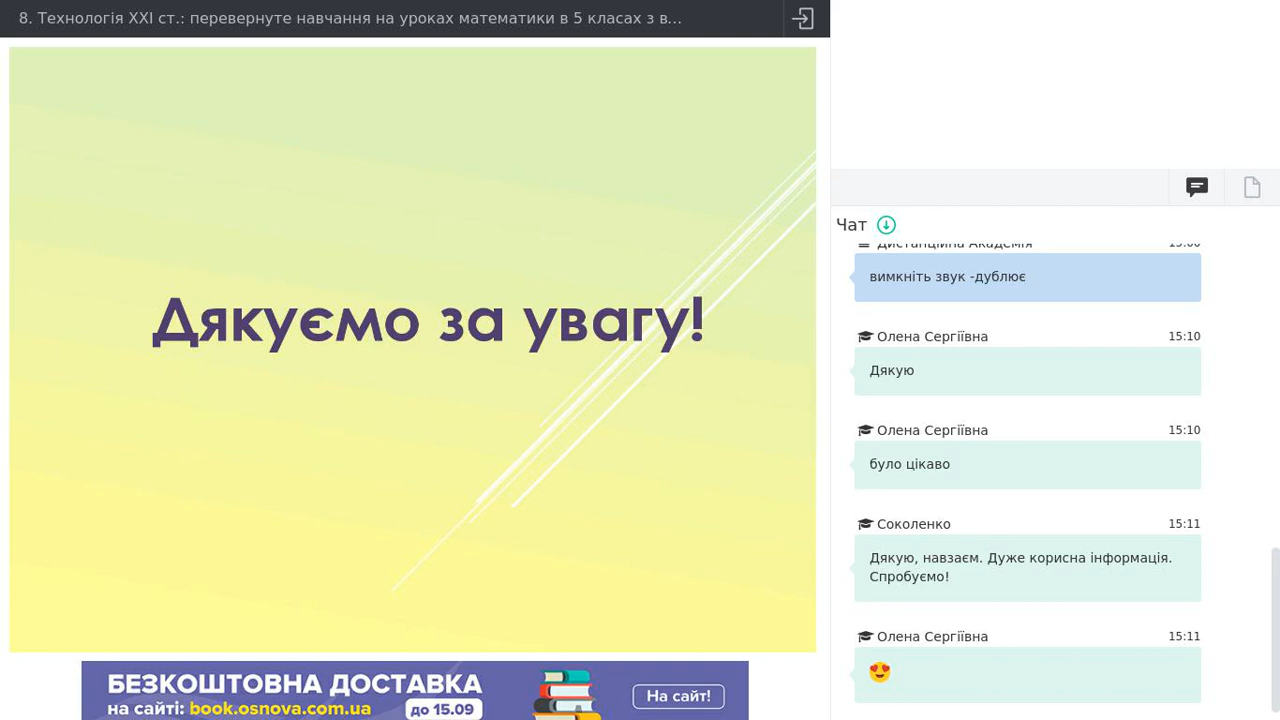 8. Технологія XXI ст.: перевернуте навчання на уроках математики в 5 класах з в...
Дякуємо за увагу!
БЕЗКОШТОВНА ДОСТАВКА
на сайті: book.osnova.com.ua
до 15.09
На сайт!
Чат
Дистанційна Академія
вимкніть звук -дублює
Олена Сергіївна 15:10
Дякую
Олена Сергіївна 15:10
було цікаво
Соколенко 15:11
Дякую, навзаєм. Дуже корисна інформація.
Спробуємо!
Олена Сергіївна 15:11